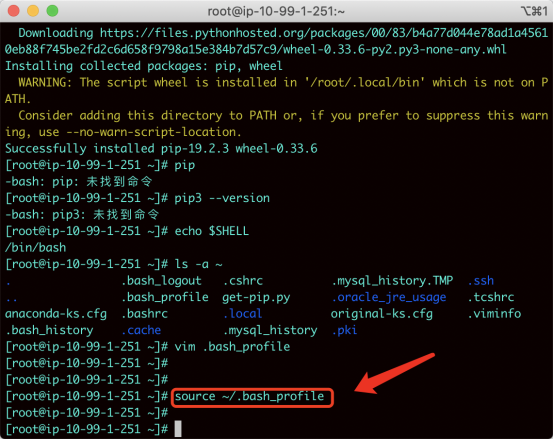 root@ip-10-99-1-251:~
⌥⌘1
Downloading https://files.pythonhosted.org/packages/00/83/b4a77d044e78ad1a4561
0eb88f745be2fd2c6d658f9798a15e384b7d57c9/wheel-0.33.6-py2.py3-none-any.whl
Installing collected packages: pip, wheel
WARNING: The script wheel is installed in '/root/.local/bin' which is not on P
ATH.
Consider adding this directory to PATH or, if you prefer to suppress this warn
ing, use --no-warn-script-location.
Successfully installed pip-19.2.3 wheel-0.33.6
[root@ip-10-99-1-251 ~]# pip
-bash: pip: 未找到命令
[root@ip-10-99-1-251 ~]# pip3 --version
-bash: pip3: 未找到命令
[root@ip-10-99-1-251 ~]# echo $SHELL
/bin/bash
[root@ip-10-99-1-251 ~]# ls -a ~
. .bash_logout .cshrc .mysql_history.TMP .ssh
.. .bash_profile get-pip.py .oracle_jre_usage .tcshrc
anaconda-ks.cfg .bashrc .local original-ks.cfg .viminfo
.bash_history .cache .mysql_history .pki
[root@ip-10-99-1-251 ~]# vim .bash_profile
[root@ip-10-99-1-251 ~]#
[root@ip-10-99-1-251 ~]#
[root@ip-10-99-1-251 ~]# source ~/.bash_profile
[root@ip-10-99-1-251 ~]#
[root@ip-10-99-1-251 ~]#